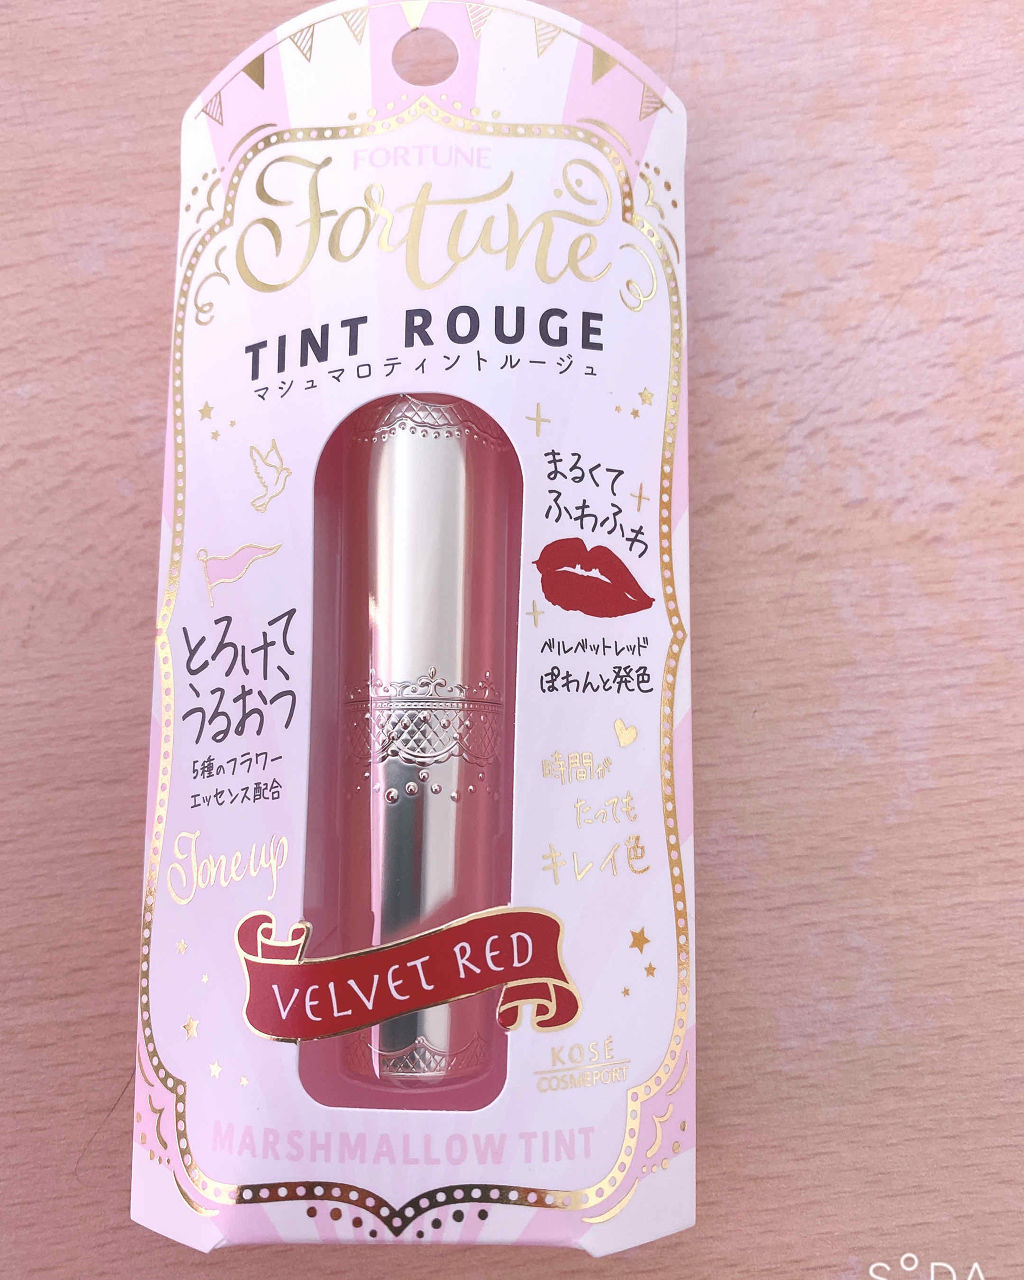 FORTUNE
Fortune
TINT ROUGE
マシュマロティントルージュ
まるくて
ふわふわ
ベルベットレッド
ぽわんと発色
とろけて、
うるおう
5種のフラワー
エッセンス配合
時間が
たっても
キレイ色
Tone up
VELVET RED
KOSÉ
COSMEPORT
MARSHMALLOW TINT
SODA